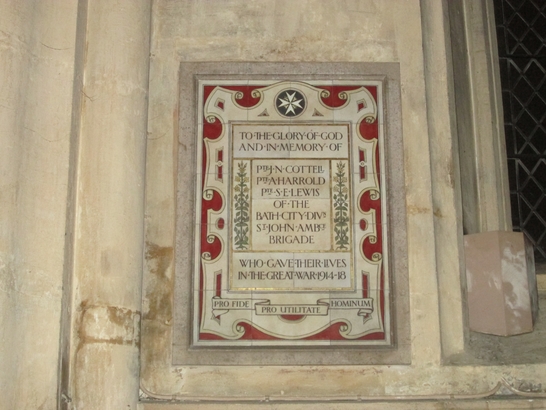 TO·THE·GLORY·OF·GOD
AND·IN·MEMORY·OF
PTE J·N·COTTELL
PTE A·HARROLD
PTE S·E·LEWIS
OF·THE
BATH·CITY·DIVN
ST·JOHN·AMBCE
BRIGADE
WHO·GAVE·THEIR·LIVES
IN·THE·GREAT·WAR·1914-18
PRO FIDE
PRO UTILITATE
HOMINUM